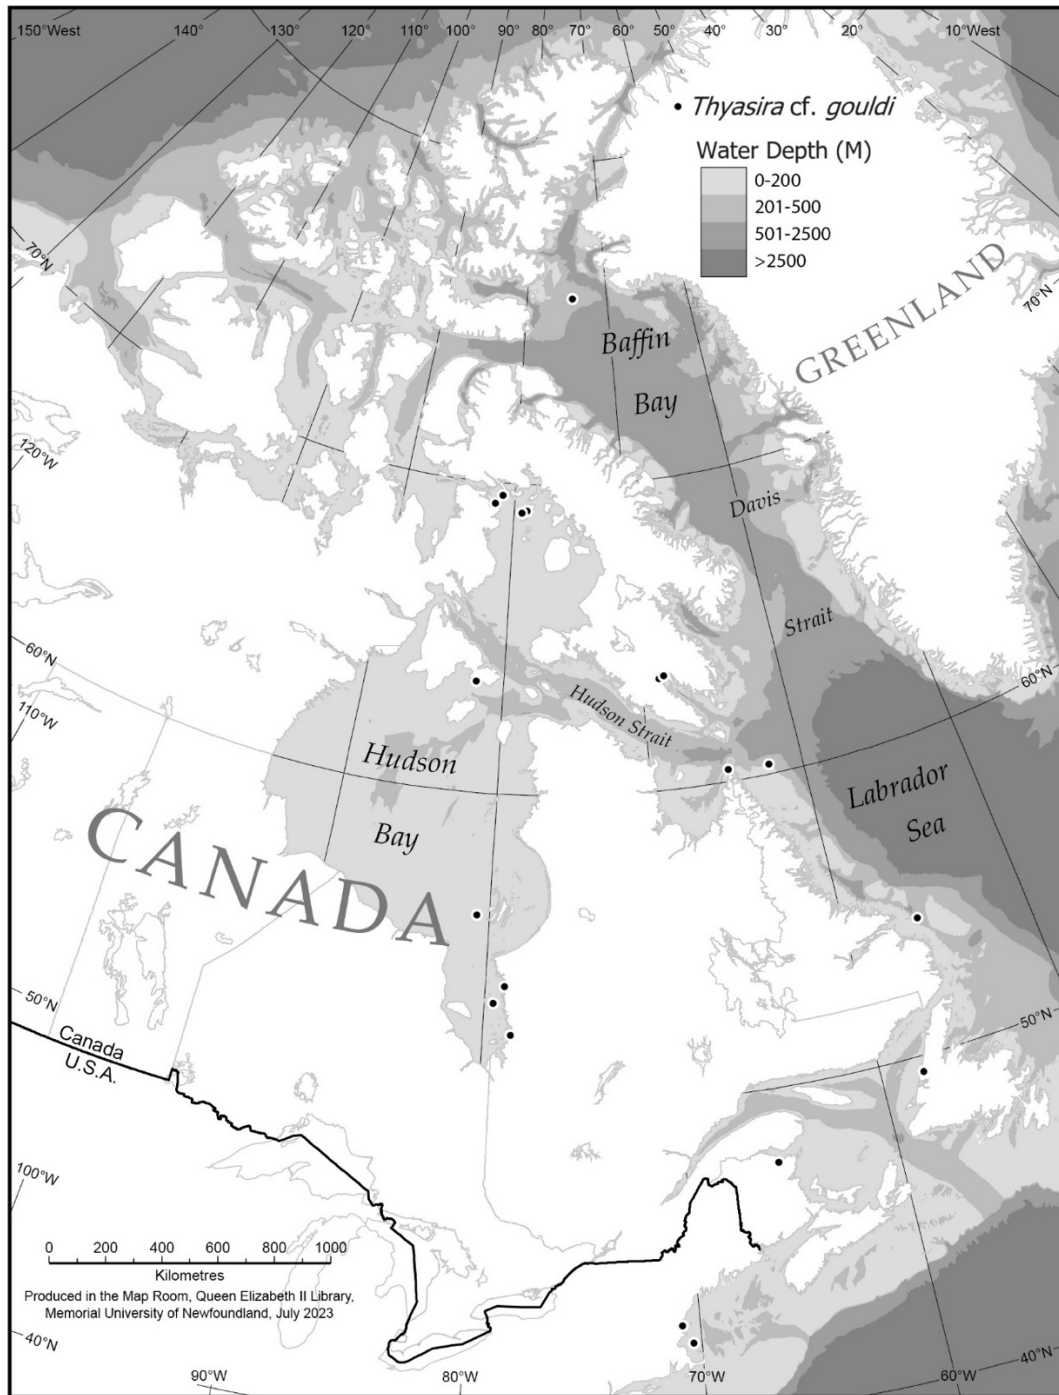 150°West
140°
130°
120°
110°
100°
90°
80°
70°
60°
50°
40°
30°
20°
10°West
Thyasira cf. gouldi
Water Depth (M)
0-200
201-500
501-2500
>2500
70°N
GREENLAND
70°N
Baffin
Bay
120°W
Davis
Strait
60°N
110°W
Hudson Strait
60°N
Hudson
Bay
Labrador
Sea
CANADA
50°N
50°N
Canada
U.S.A.
100°W
0 200 400 600 800 1000
Kilometres
Produced in the Map Room, Queen Elizabeth II Library,
Memorial University of Newfoundland, July 2023
40°N
40°N
90°W
80°W
70°W
60°W